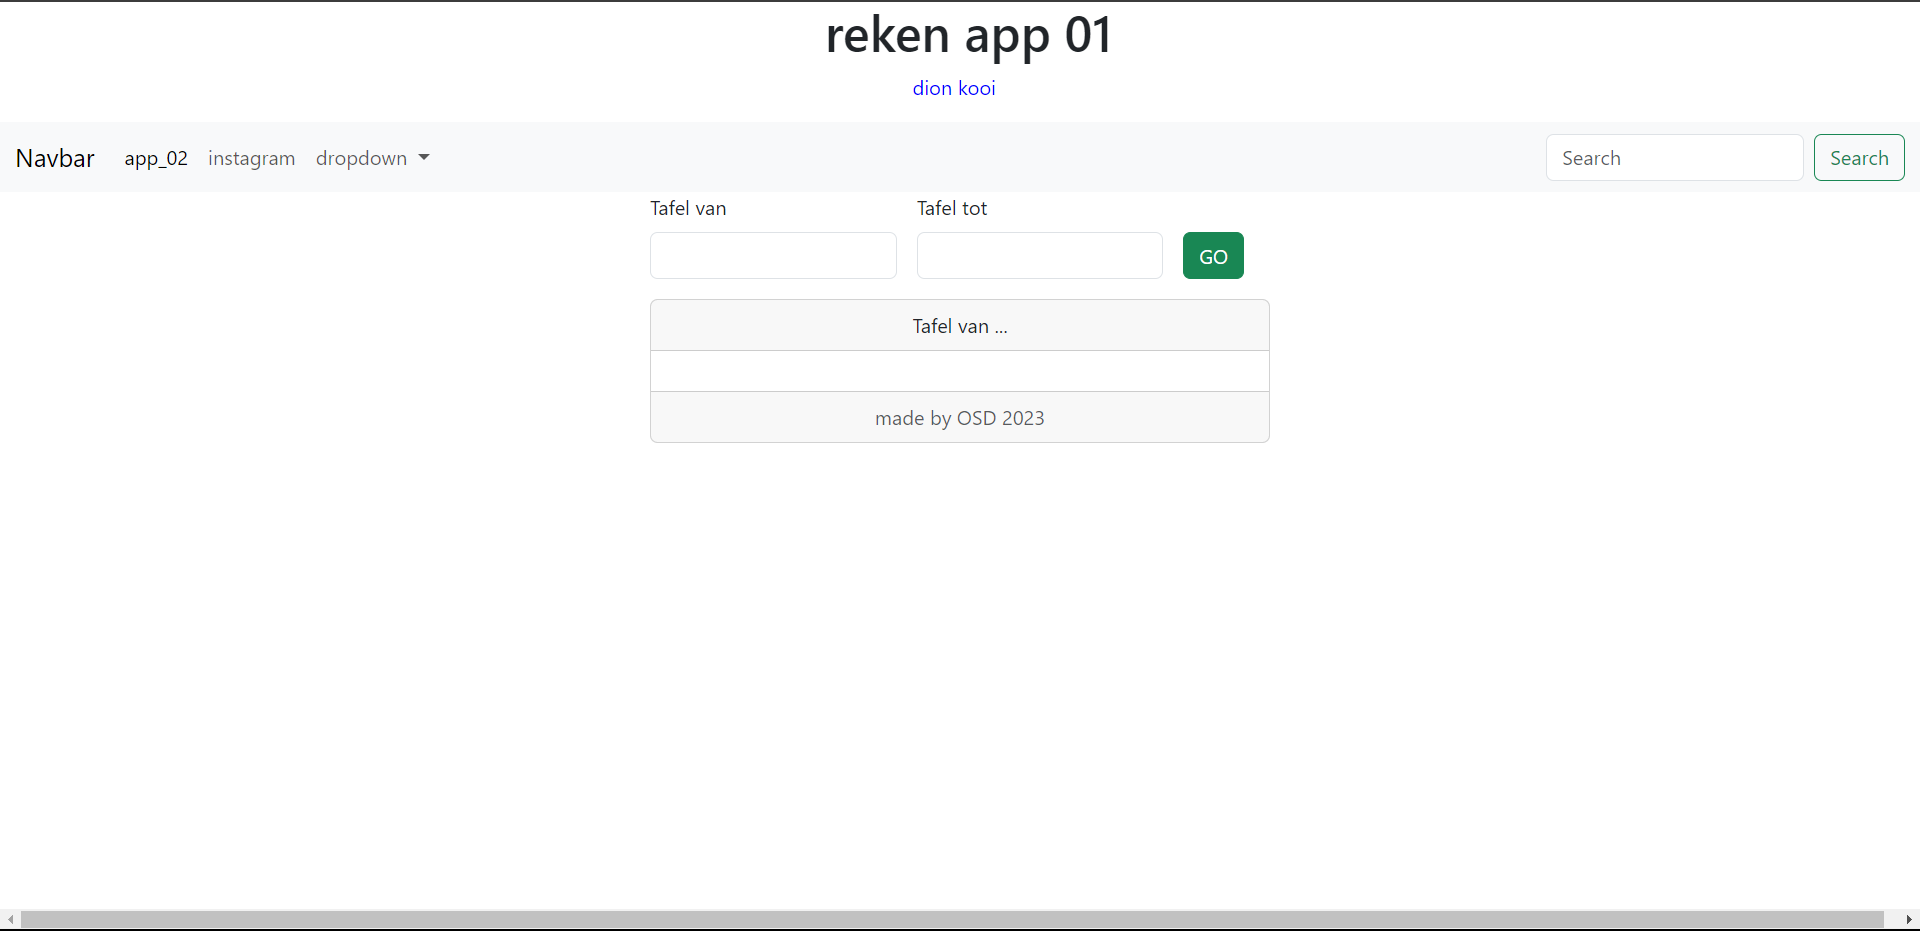 reken app 01
dion kooi
Navbar app_02 instagram dropdown Search Search
Tafel van Tafel tot
GO
Tafel van ...
made by OSD 2023